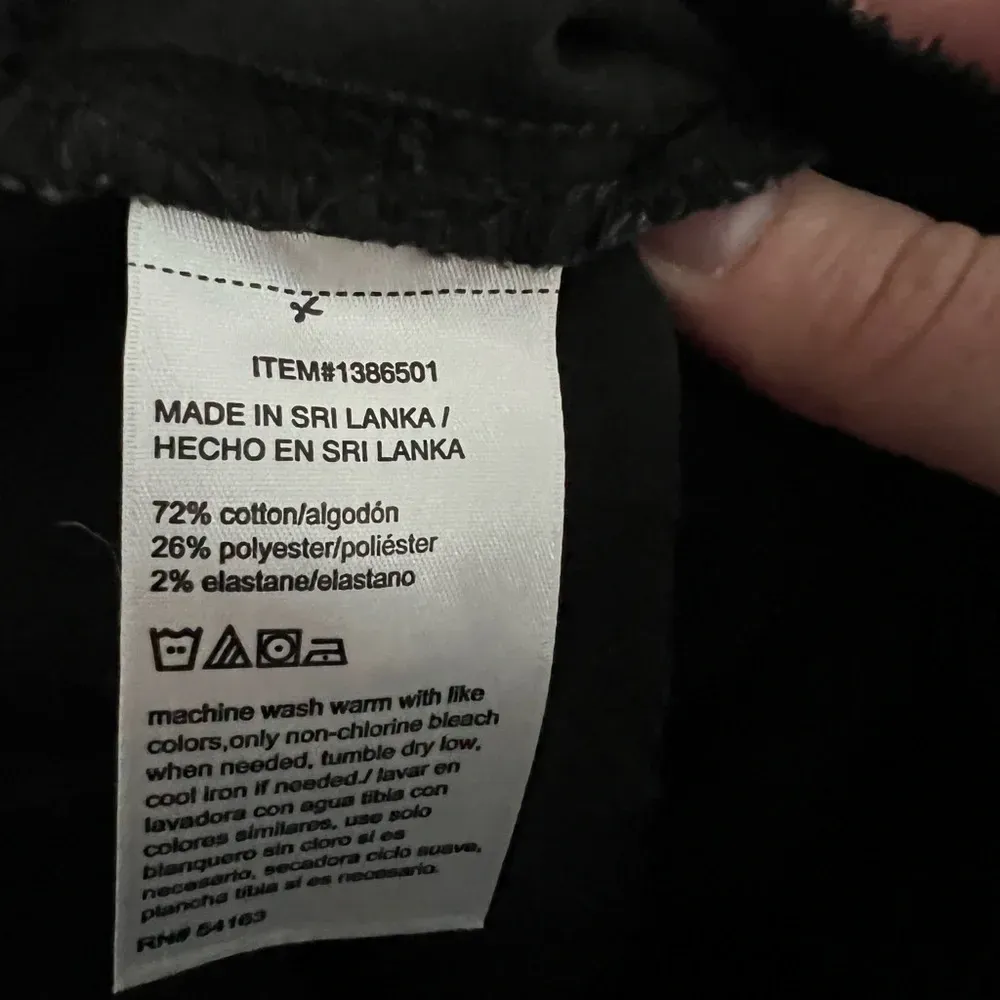 ITEM#1386501
MADE IN SRI LANKA /
HECHO EN SRI LANKA
72% cotton/algodón
26% polyester/poliéster
2% elastane/elastano
machine wash warm with like
colors,only non-chlorine bleach
when needed, tumble dry low,
cool iron if needed./ lavar en
lavadora con agua tibia con
colores similares, use solo
blanquero sin cloro si es
necesario, secadora ciclo suave,
plancha tibia si es necesario.
RN# 54163